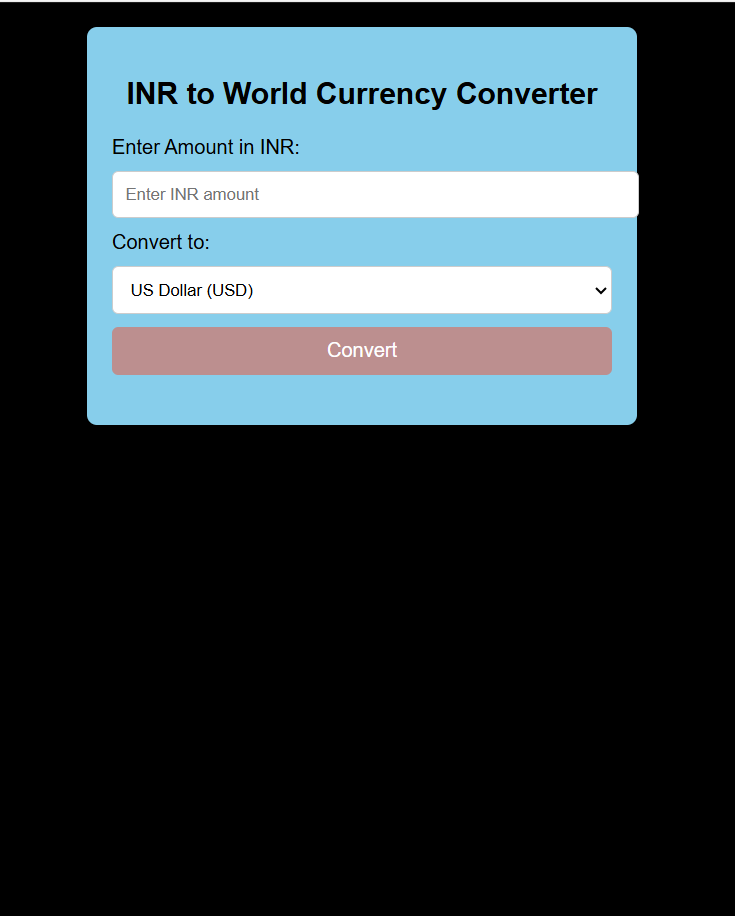 INR to World Currency Converter
Enter Amount in INR:
Enter INR amount
Convert to:
US Dollar (USD)
Convert